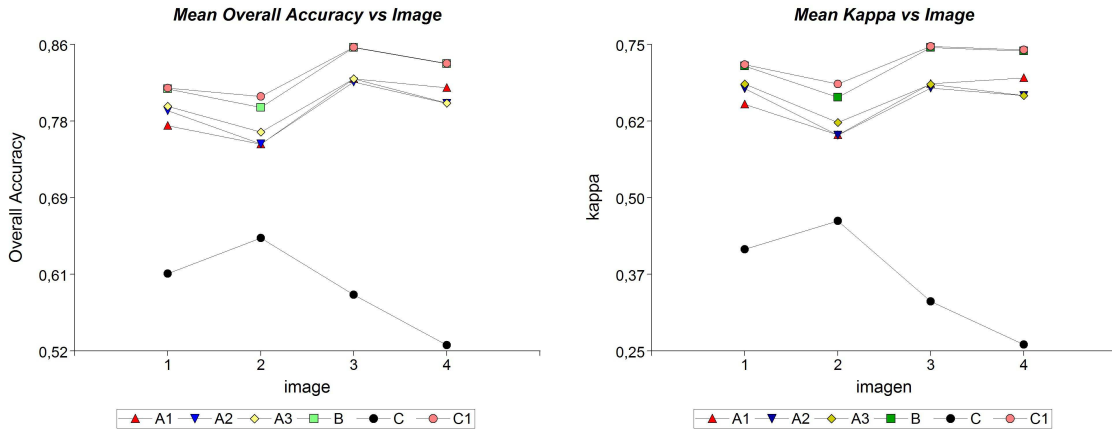 Mean Overall Accuracy vs Image
0,86
0,78
0,69
0,61
0,52
Overall Accuracy
1 2 3 4
image
A1 A2 A3 B C C1
Mean Kappa vs Image
0,75
0,62
0,50
0,37
0,25
kappa
1 2 3 4
imagen
A1 A2 A3 B C C1